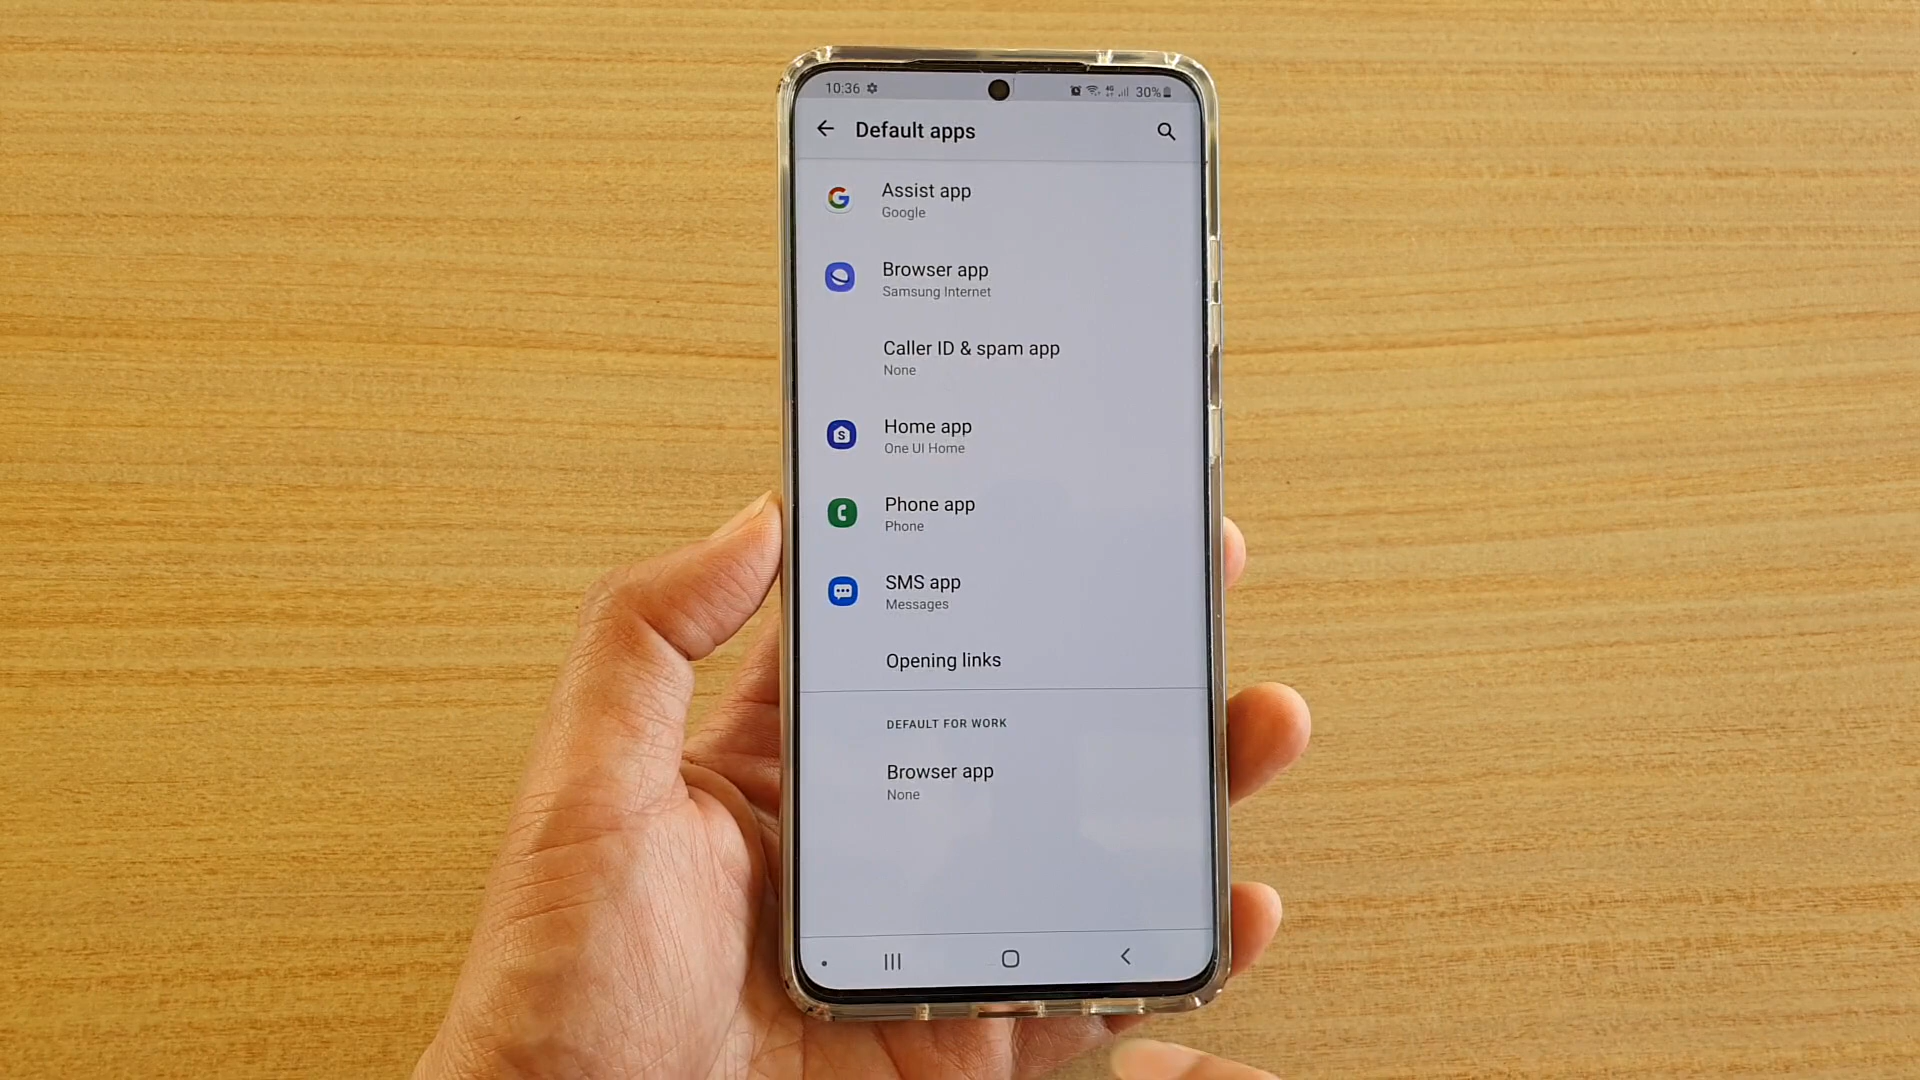 10:36 30%
Default apps
Assist app
Google
Browser app
Samsung Internet
Caller ID & spam app
None
Home app
One UI Home
Phone app
Phone
SMS app
Messages
Opening links
DEFAULT FOR WORK
Browser app
None